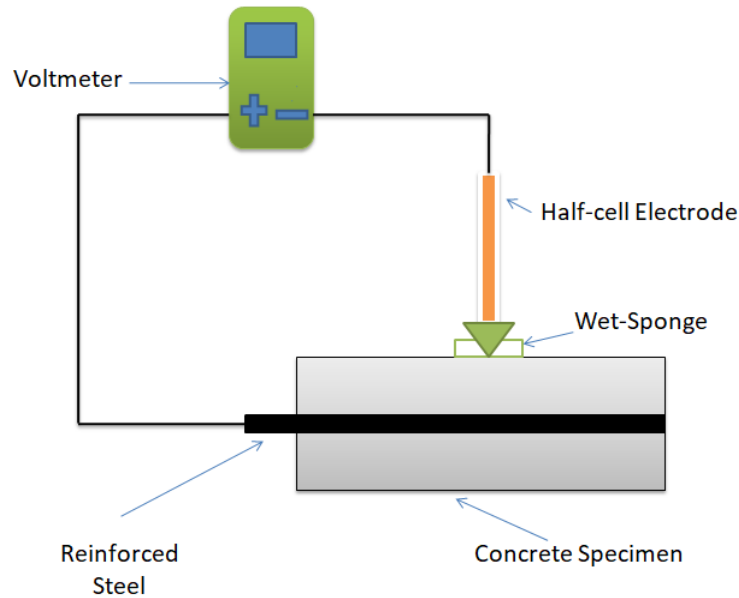 Voltmeter
Half-cell Electrode
Wet-Sponge
Reinforced
Steel
Concrete Specimen